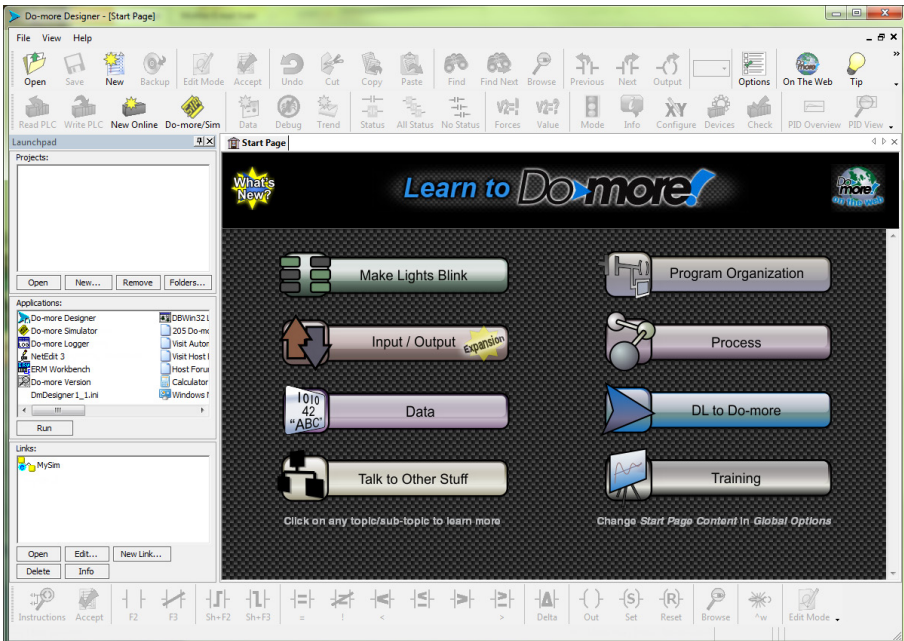 Do-more Designer - [Start Page]
File View Help
Open Save New Backup Edit Mode Accept Undo Cut Copy Paste Find Find Next Browse Previous Next Output Options On The Web Tip
Read PLC Write PLC New Online Do-more/Sim Data Debug Trend Status All Status No Status Forces Value Mode Info Configure Devices Check PID Overview PID View
Launchpad
Start Page
Projects:
Open New... Remove Folders...
Applications:
Do-more Designer DBWin32 L
Do-more Simulator 205 Do-mo
Do-more Logger Visit Autor
NetEdit 3 Visit Host I
ERM Workbench Host Forur
Do-more Version Calculator
DmDesigner1_1.ini Windows N
Run
Links:
MySim
Open Edit... New Link...
Delete Info
What's New?
Learn to Do-more!
Do-more! on the web
Make Lights Blink
Program Organization
Input / Output Expansion
Process
1010
42
"ABC"
Data
DL to Do-more
Talk to Other Stuff
Training
Click on any topic/sub-topic to learn more
Change Start Page Content in Global Options
Instructions Accept F2 F3 Sh+F2 Sh+F3 = ! < > Delta Out Set Reset Browse ^w Edit Mode